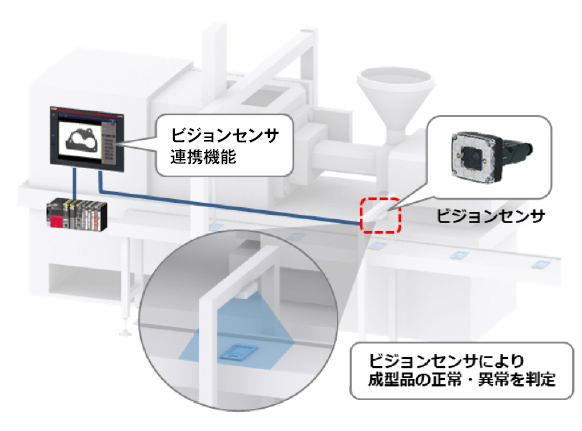 ビジョンセンサ
連携機能
ビジョンセンサ
ビジョンセンサにより
成型品の正常・異常を判定